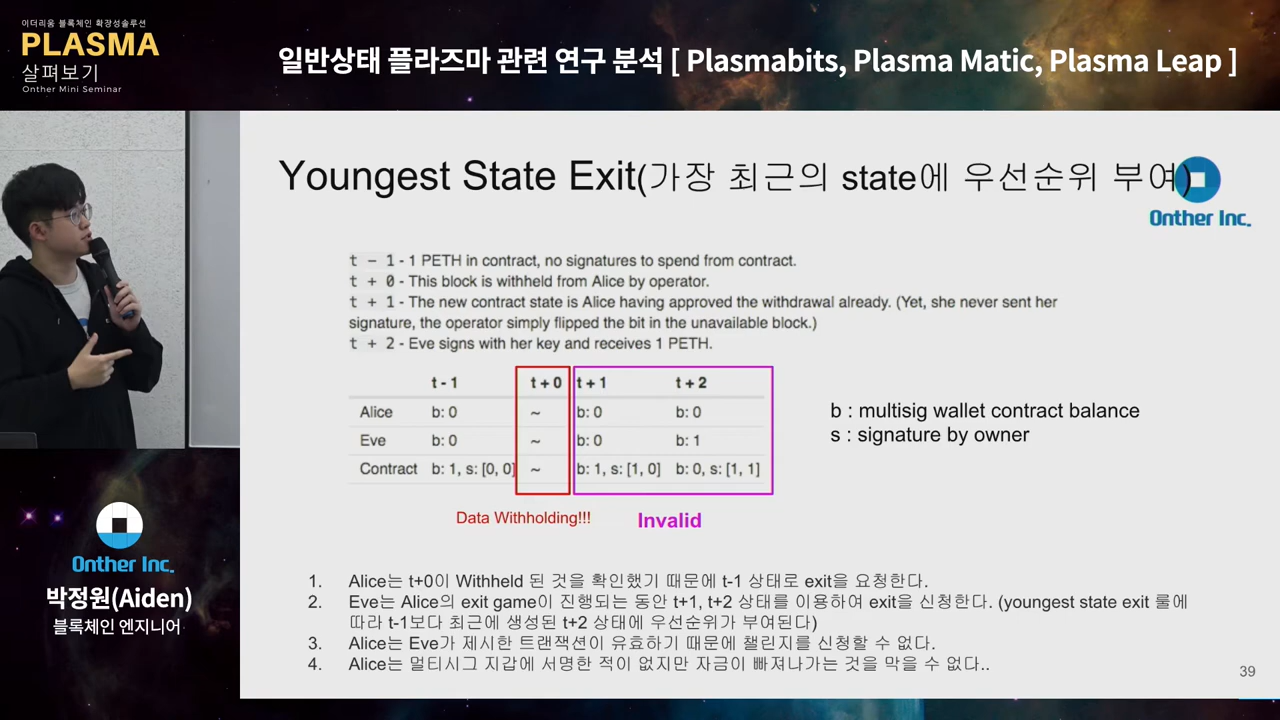 이더리움 블록체인 확장성솔루션
PLASMA
살펴보기
Onther Mini Seminar
일반상태 플라즈마 관련 연구 분석 [ Plasmabits, Plasma Matic, Plasma Leap ]
Youngest State Exit(가장 최근의 state에 우선순위 부여)
Onther Inc.
t - 1 - 1 PETH in contract, no signatures to spend from contract.
t + 0 - This block is withheld from Alice by operator.
t + 1 - The new contract state is Alice having approved the withdrawal already. (Yet, she never sent her
signature, the operator simply flipped the bit in the unavailable block.)
t + 2 - Eve signs with her key and receives 1 PETH.
t - 1 t + 0 t + 1 t + 2
Alice b: 0 ~ b: 0 b: 0
Eve b: 0 ~ b: 0 b: 1
Contract b: 1, s: [0, 0] ~ b: 1, s: [1, 0] b: 0, s: [1, 1]
b : multisig wallet contract balance
s : signature by owner
Data Withholding!!! Invalid
1. Alice는 t+0이 Withheld 된 것을 확인했기 때문에 t-1 상태로 exit을 요청한다.
2. Eve는 Alice의 exit game이 진행되는 동안 t+1, t+2 상태를 이용하여 exit을 신청한다. (youngest state exit 룰에
따라 t-1보다 최근에 생성된 t+2 상태에 우선순위가 부여된다)
3. Alice는 Eve가 제시한 트랜잭션이 유효하기 때문에 챌린지를 신청할 수 없다.
4. Alice는 멀티시그 지갑에 서명한 적이 없지만 자금이 빠져나가는 것을 막을 수 없다..
39
Onther Inc.
박정원(Aiden)
블록체인 엔지니어